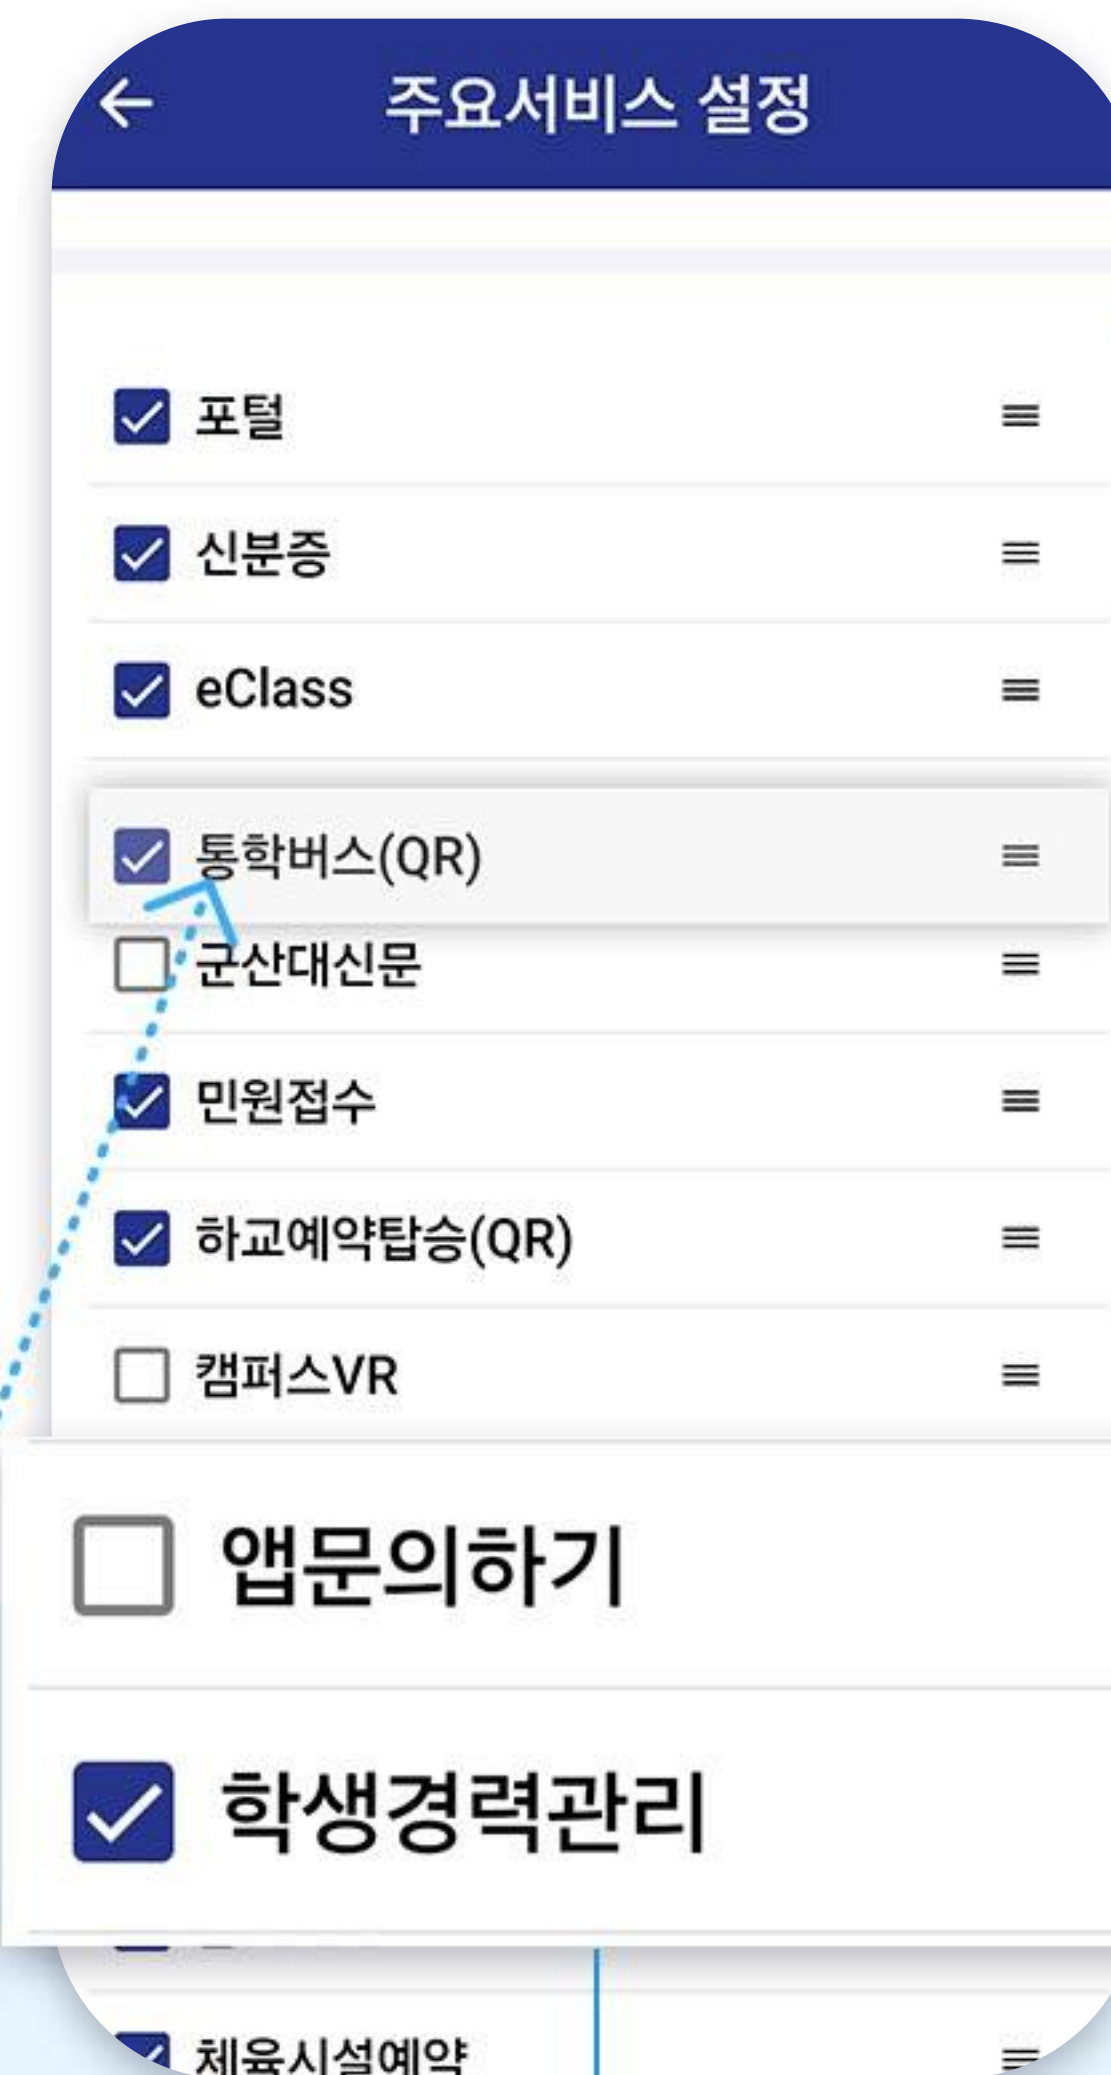 주요서비스 설정
포털
신분증
eClass
통학버스(QR)
군산대신문
민원접수
하교예약탑승(QR)
캠퍼스VR
앱문의하기
학생경력관리
체육시설예약